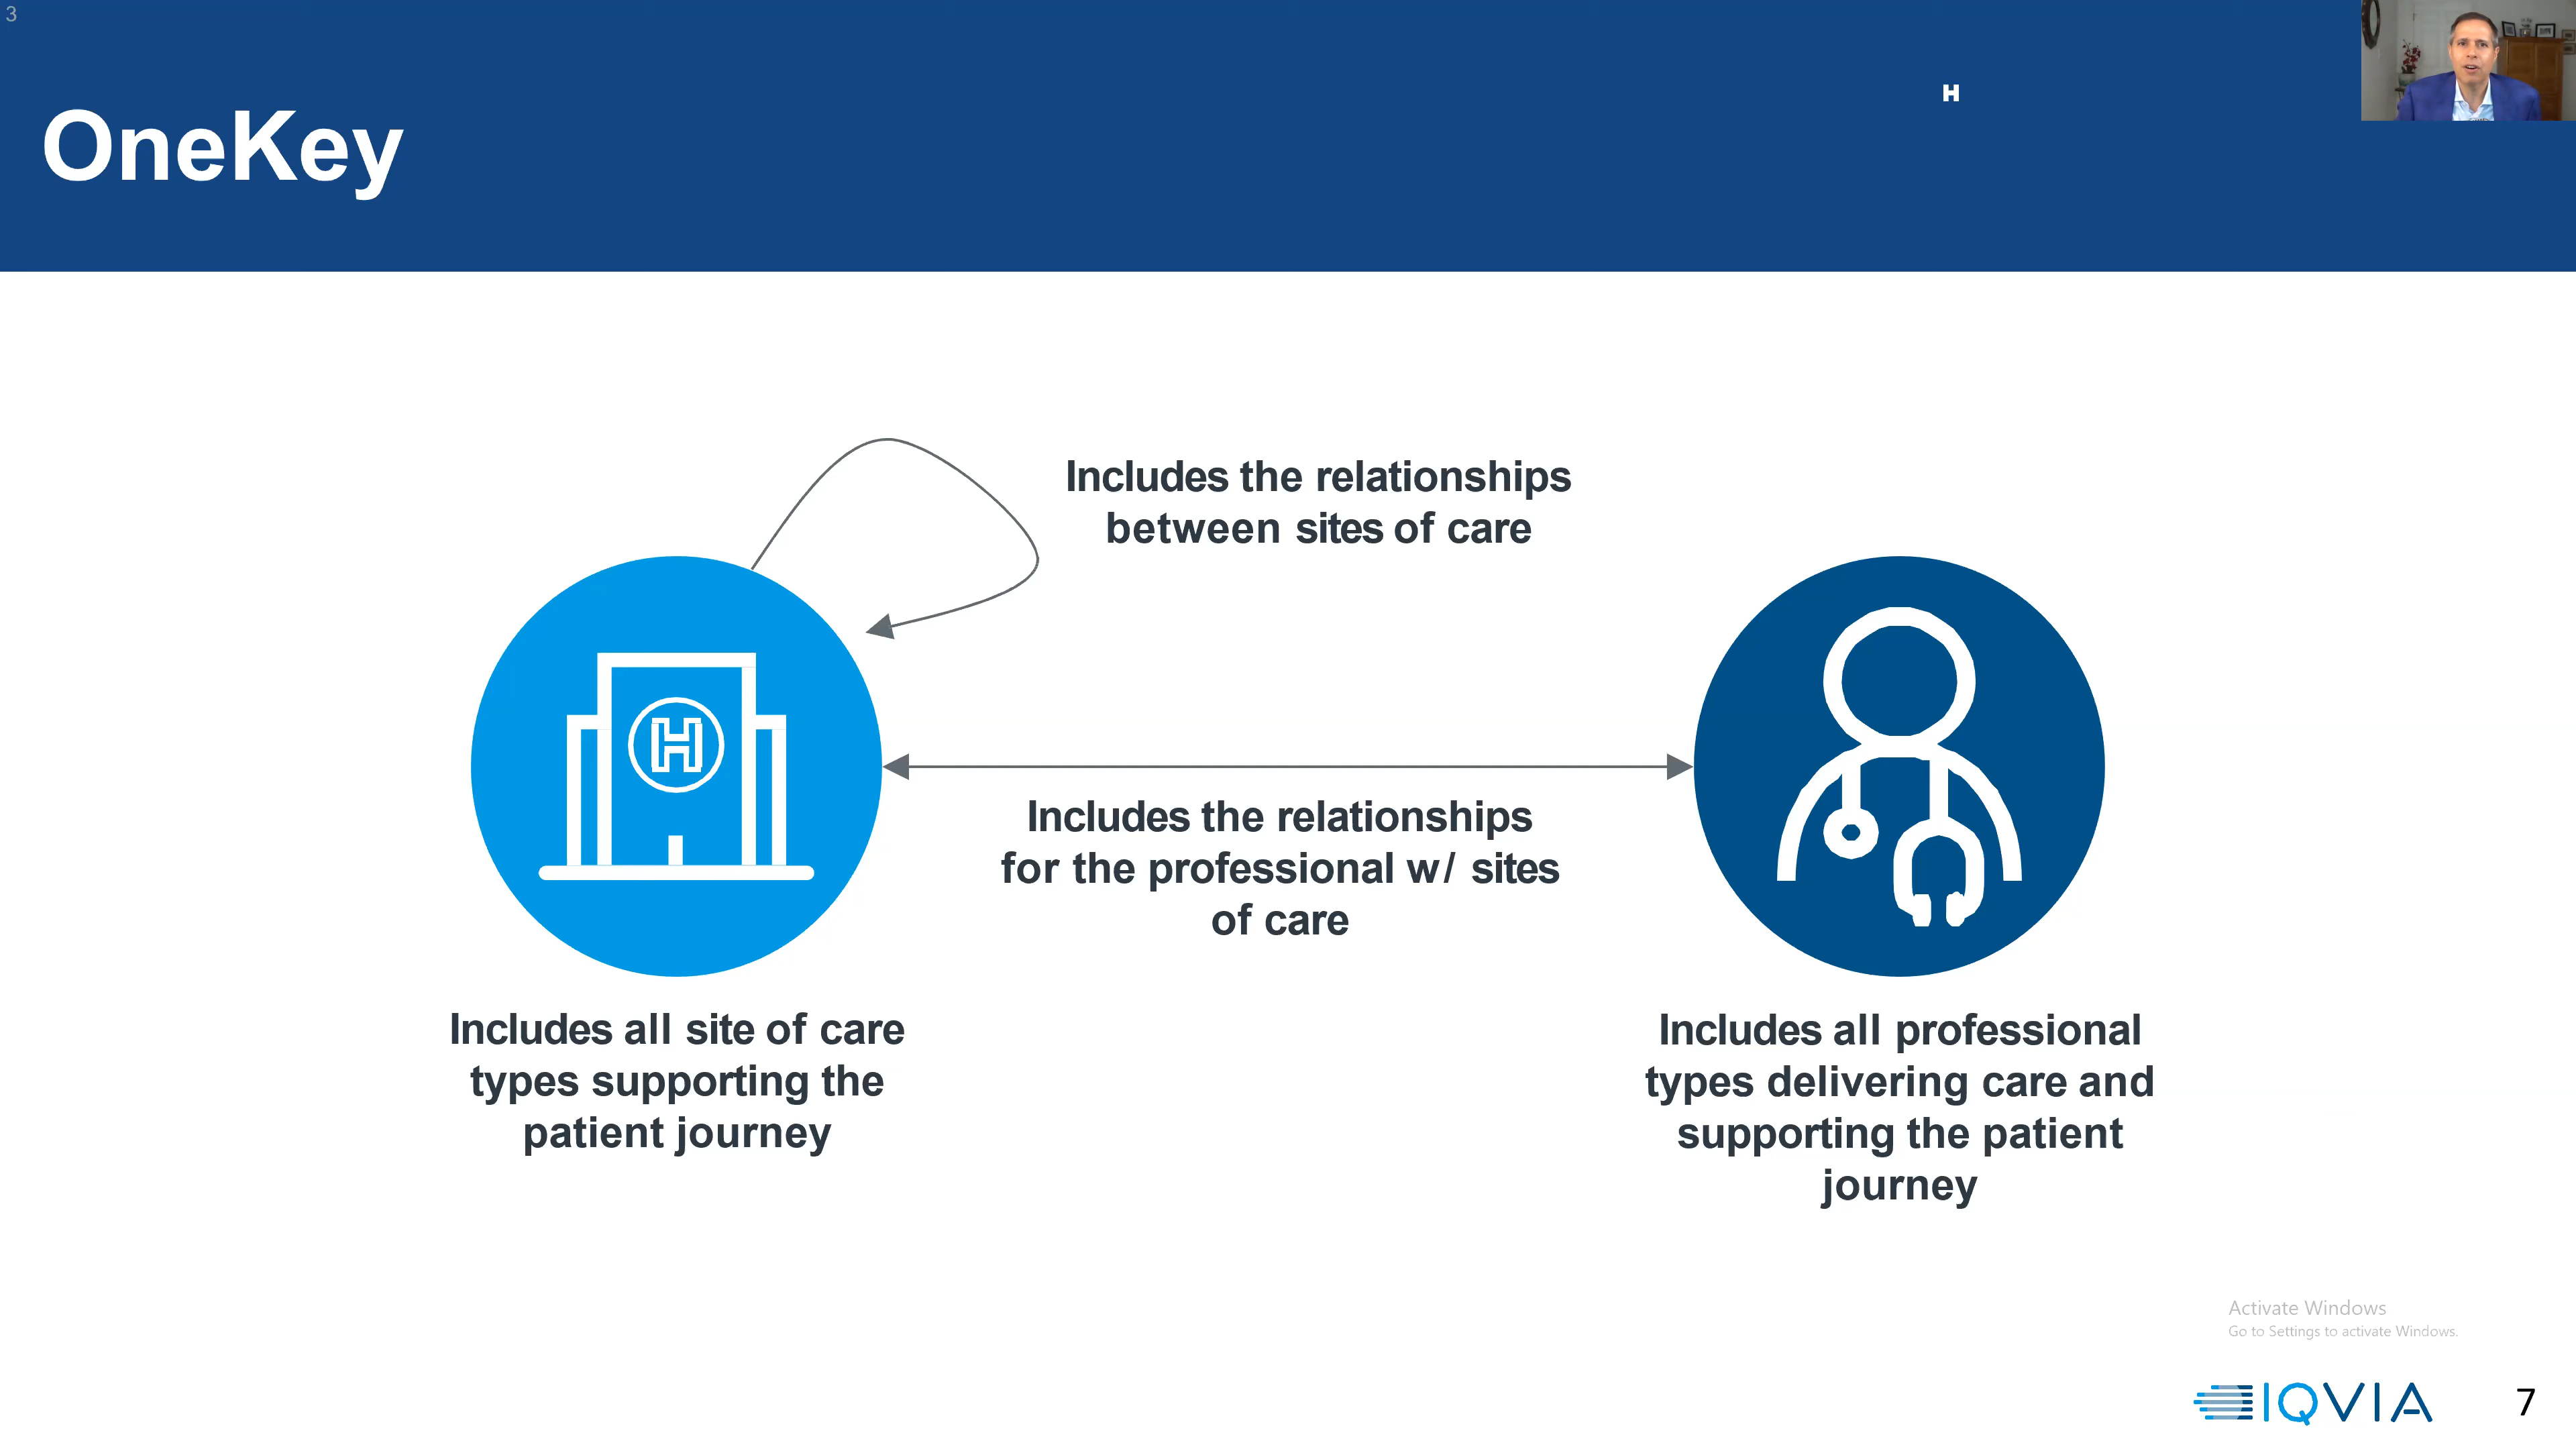 3
H
OneKey
Includes the relationships
between sites of care
H
Includes the relationships
for the professional w/ sites
of care
Includes all site of care
types supporting the
patient journey
Includes all professional
types delivering care and
supporting the patient
journey
Activate Windows
Go to Settings to activate Windows.
IQVIA
7